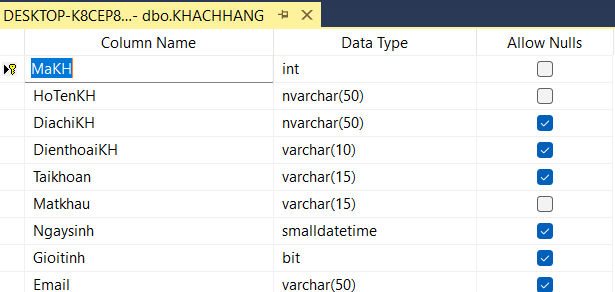 DESKTOP-K8CEP8...- dbo.KHACHHANG
Column Name Data Type Allow Nulls
MaKH int
HoTenKH nvarchar(50)
DiachiKH nvarchar(50)
DienthoaiKH varchar(10)
Taikhoan varchar(15)
Matkhau varchar(15)
Ngaysinh smalldatetime
Gioitinh bit
Email varchar(50)